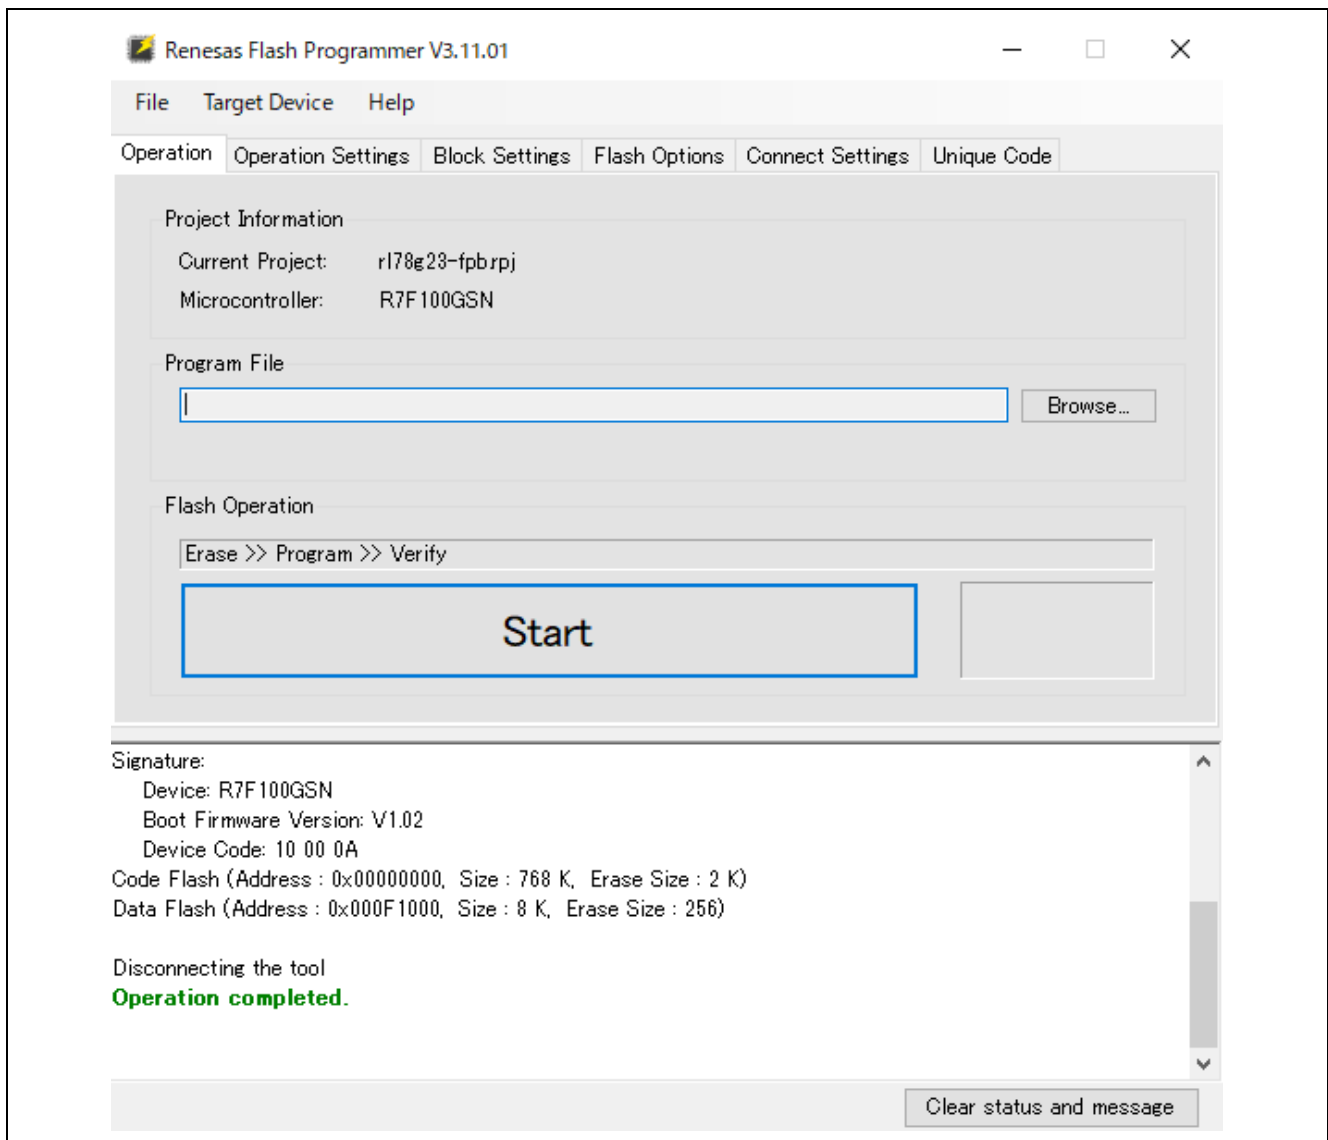 Renesas Flash Programmer V3.11.01
File Target Device Help
Operation Operation Settings Block Settings Flash Options Connect Settings Unique Code
Project Information
Current Project: rl78g23-fpb.rpj
Microcontroller: R7F100GSN
Program File
Browse...
Flash Operation
Erase >> Program >> Verify
Start
Signature:
Device: R7F100GSN
Boot Firmware Version: V1.02
Device Code: 10 00 0A
Code Flash (Address : 0x00000000, Size : 768 K, Erase Size : 2 K)
Data Flash (Address : 0x000F1000, Size : 8 K, Erase Size : 256)
Disconnecting the tool
Operation completed.
Clear status and message